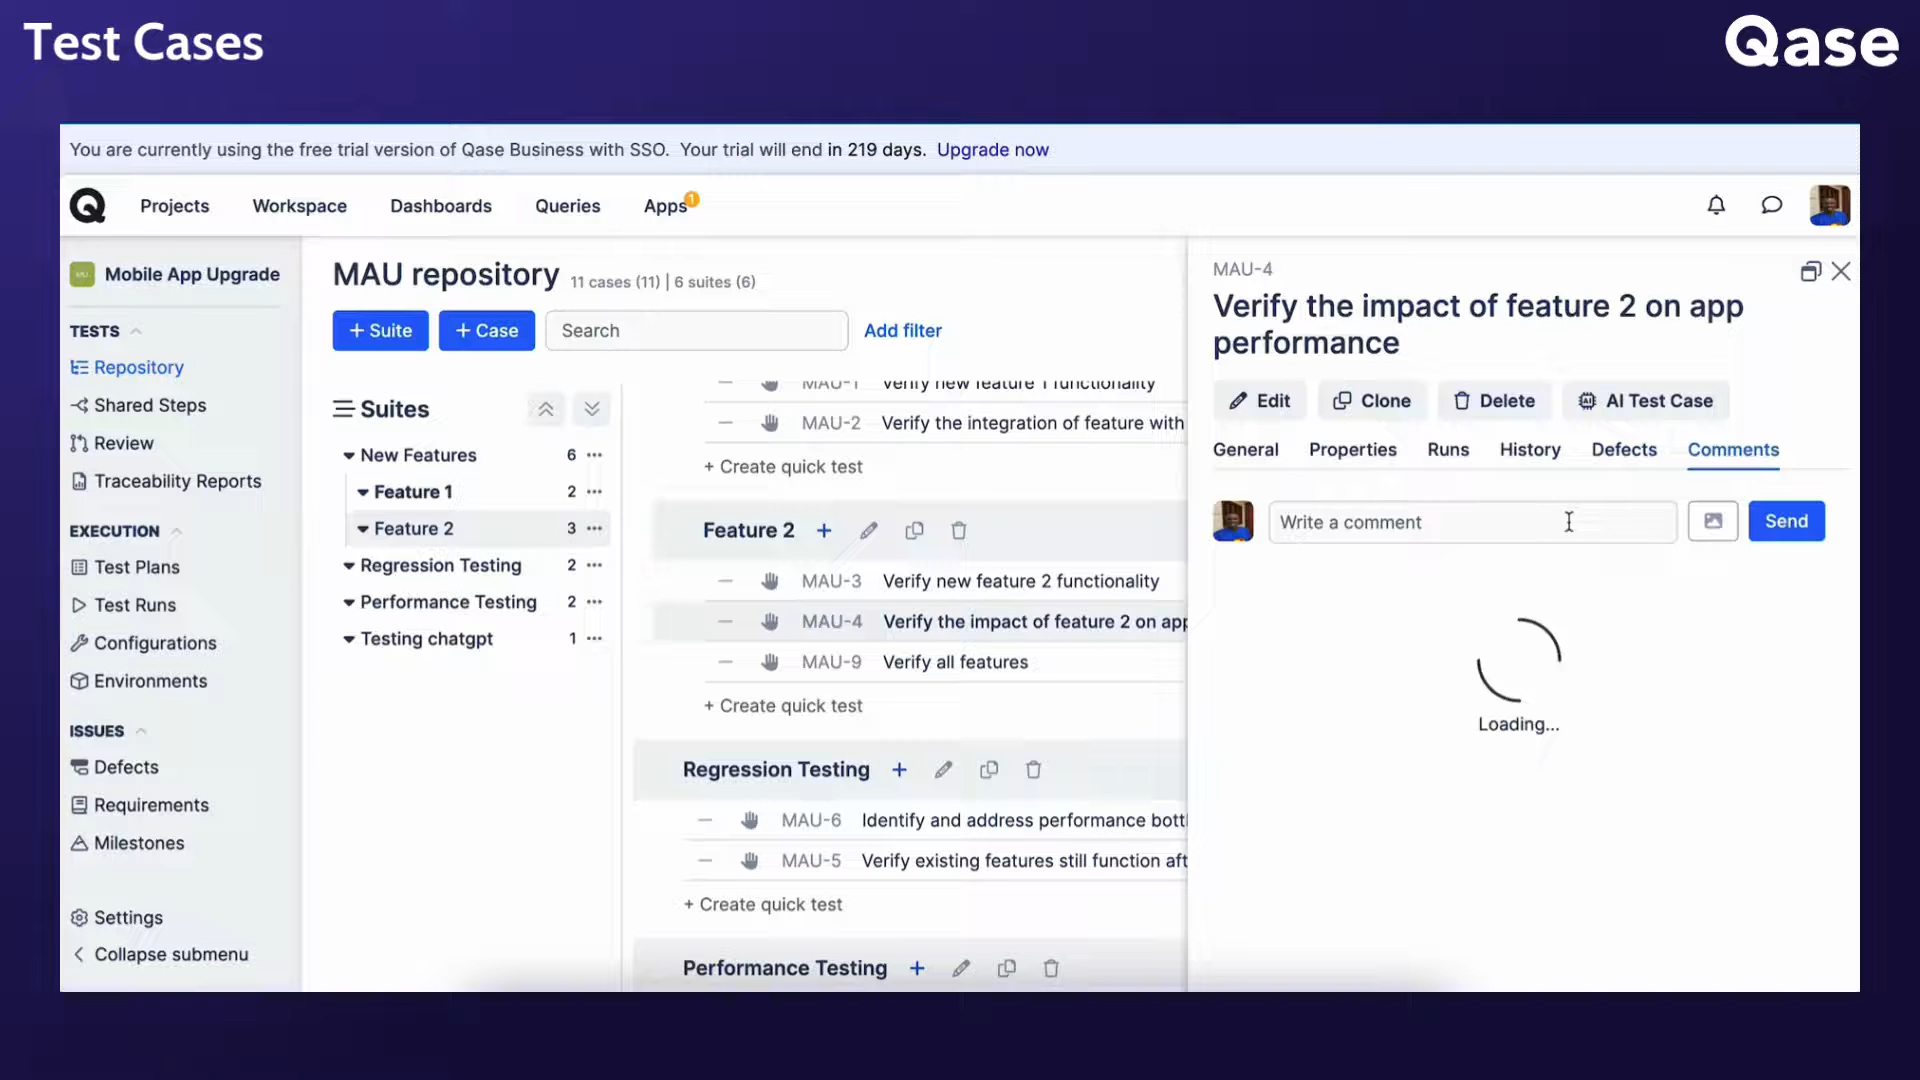 Test Cases
Qase
You are currently using the free trial version of Qase Business with SSO. Your trial will end in 219 days. Upgrade now
Projects
Workspace
Dashboards
Queries
Apps
1
Mobile App Upgrade
TESTS
Repository
Shared Steps
Review
Traceability Reports
EXECUTION
Test Plans
Test Runs
Configurations
Environments
ISSUES
Defects
Requirements
Milestones
Settings
Collapse submenu
MAU repository 11 cases (11) | 6 suites (6)
+ Suite
+ Case
Search
Add filter
Suites
New Features 6
Feature 1 2
Feature 2 3
Regression Testing 2
Performance Testing 2
Testing chatgpt 1
MAU-1 Verify new feature 1 functionality
MAU-2 Verify the integration of feature with
+ Create quick test
Feature 2
MAU-3 Verify new feature 2 functionality
MAU-4 Verify the impact of feature 2 on app
MAU-9 Verify all features
+ Create quick test
Regression Testing
MAU-6 Identify and address performance bott
MAU-5 Verify existing features still function aft
+ Create quick test
Performance Testing
MAU-4
Verify the impact of feature 2 on app
performance
Edit
Clone
Delete
AI Test Case
General
Properties
Runs
History
Defects
Comments
Write a comment
Send
Loading...